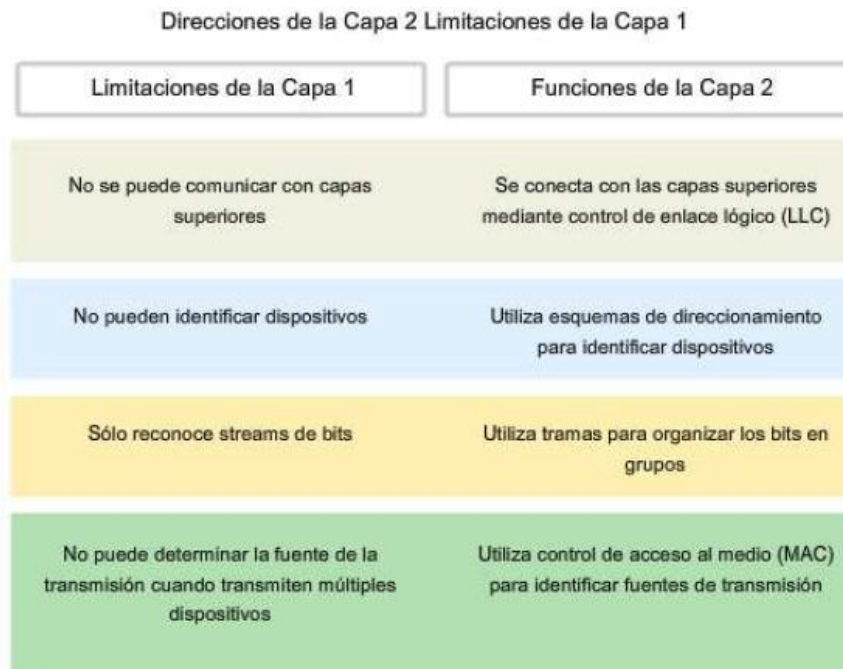 Direcciones de la Capa 2 Limitaciones de la Capa 1
Limitaciones de la Capa 1
Funciones de la Capa 2
No se puede comunicar con capas
superiores
Se conecta con las capas superiores
mediante control de enlace lógico (LLC)
No pueden identificar dispositivos
Utiliza esquemas de direccionamiento
para identificar dispositivos
Sólo reconoce streams de bits
Utiliza tramas para organizar los bits en
grupos
No puede determinar la fuente de la
transmisión cuando transmiten múltiples
dispositivos
Utiliza control de acceso al medio (MAC)
para identificar fuentes de transmisión